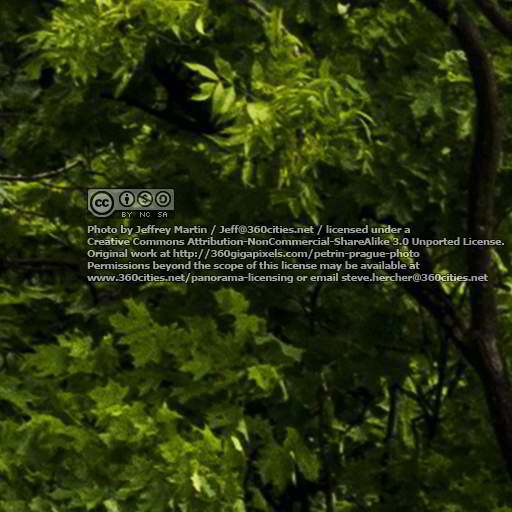 cc
BY NC SA
Photo by Jeffrey Martin / Jeff@360cities.net / licensed under a
Creative Commons Attribution-NonCommercial-ShareAlike 3.0 Unported License.
Original work at http://360gigapixels.com/petrin-prague-photo
Permissions beyond the scope of this license may be available at
www.360cities.net/panorama-licensing or email steve.hercher@360cities.net